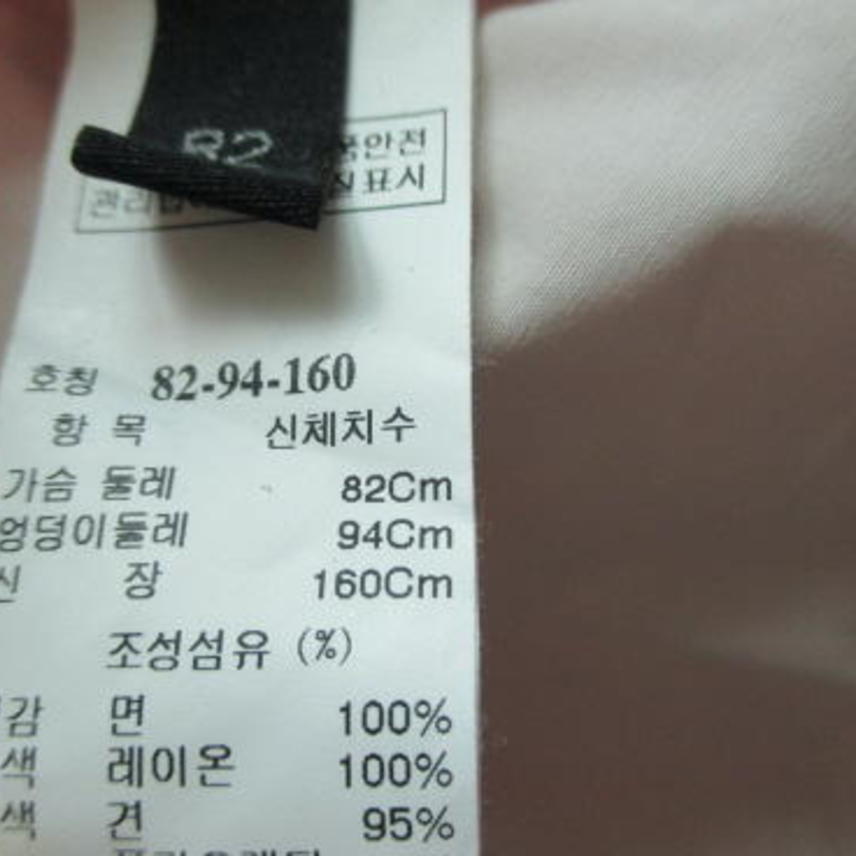 82
안전
표시
호칭 82-94-160
항 목 신체치수
가슴 둘레 82Cm
엉덩이둘레 94Cm
신 장 160Cm
조성섬유 (%)
감 면 100%
색 레이온 100%
색 견 95%